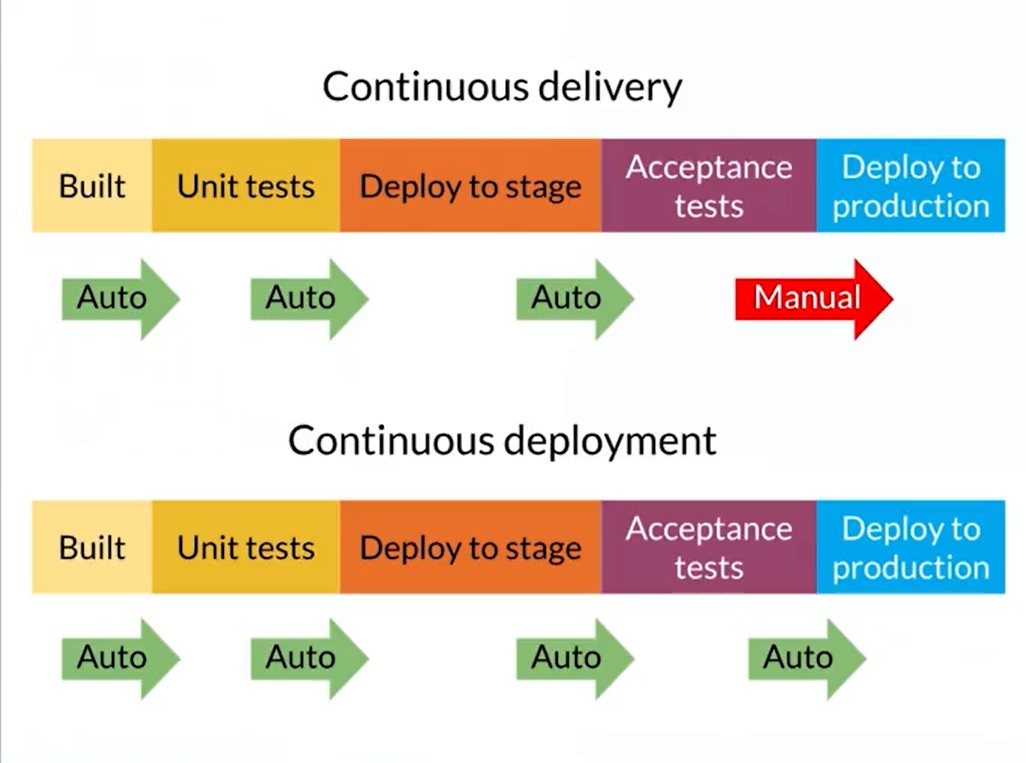 Continuous delivery
Built
Unit tests
Deploy to stage
Acceptance
tests
Deploy to
production
Auto
Auto
Auto
Manual
Continuous deployment
Built
Unit tests
Deploy to stage
Acceptance
tests
Deploy to
production
Auto
Auto
Auto
Auto